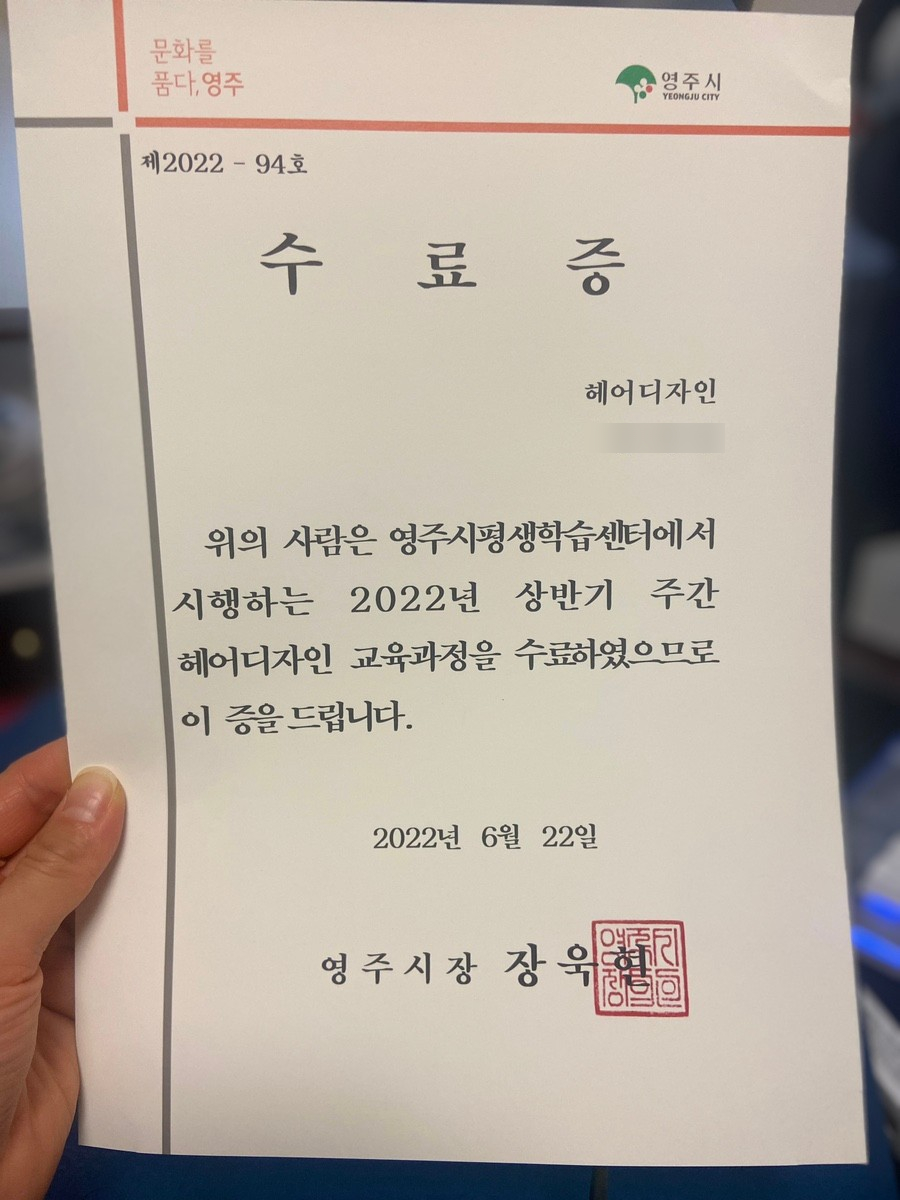 문화를
품다,영주
영주시
YEONGJU CITY
제2022 - 94호
수 료 증
헤어디자인
위의 사람은 영주시평생학습센터에서
시행하는 2022년 상반기 주간
헤어디자인 교육과정을 수료하였으므로
이 증을 드립니다.
2022년 6월 22일
영주시장 장욱현